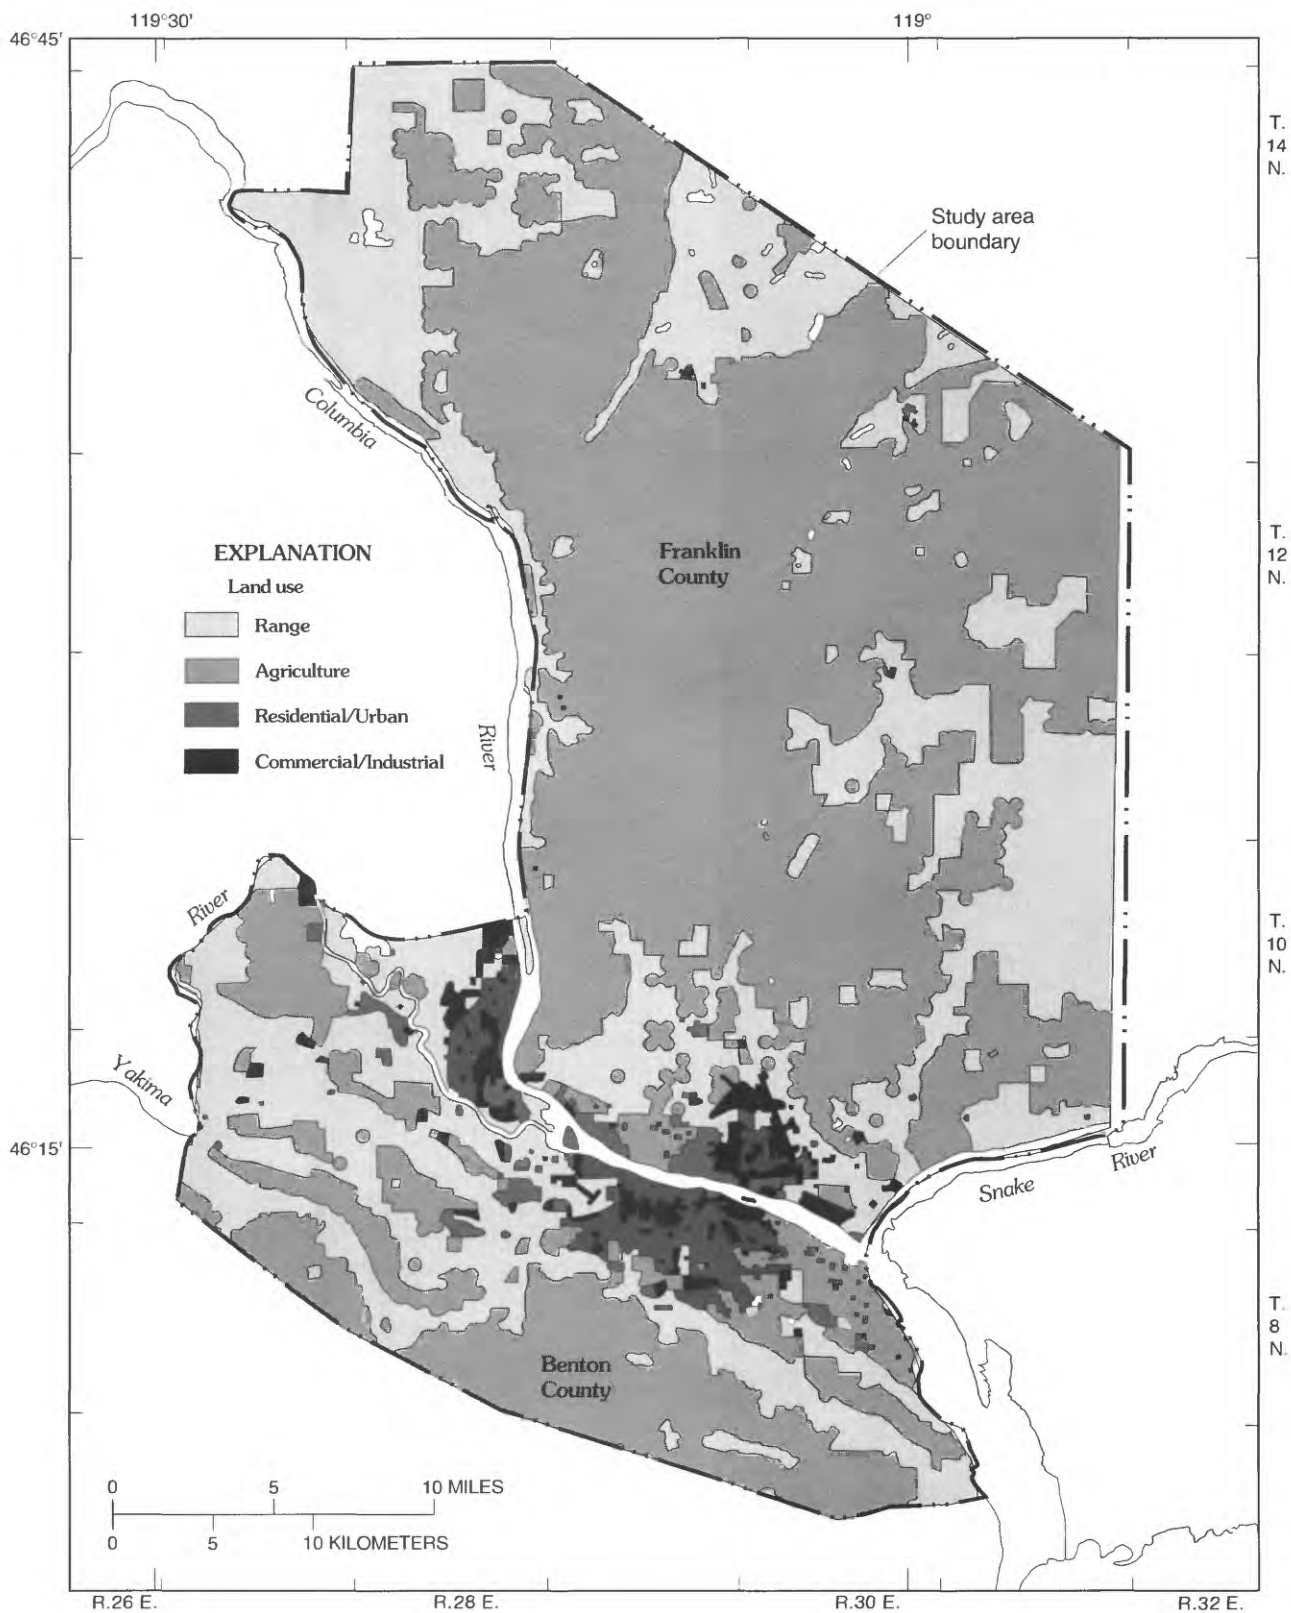 119°30'
119°
46°45'
T.
14
N.
Study area
boundary
Columbia
EXPLANATION
Land use
Range
Agriculture
Residential/Urban
Commercial/Industrial
Franklin
County
T.
12
N.
River
River
T.
10
N.
Yakima
46°15'
River
Snake
T.
8
N.
Benton
County
0 5 10 MILES
0 5 10 KILOMETERS
R.26 E. R.28 E. R.30 E. R.32 E.